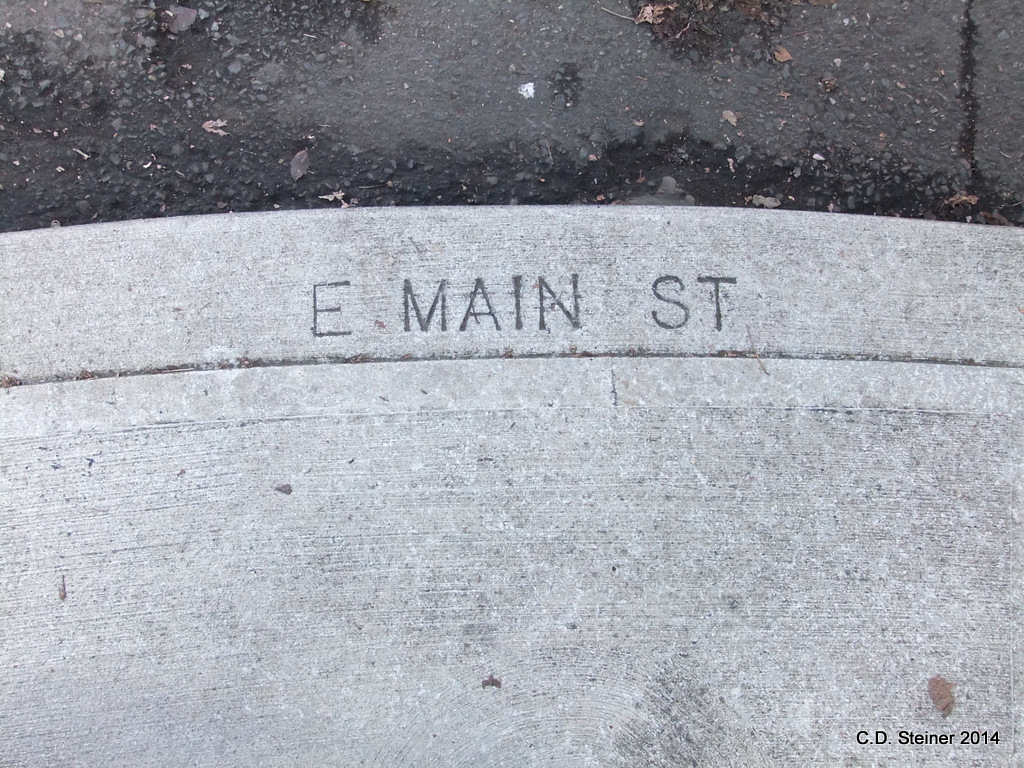 E MAIN ST
C.D. Steiner 2014